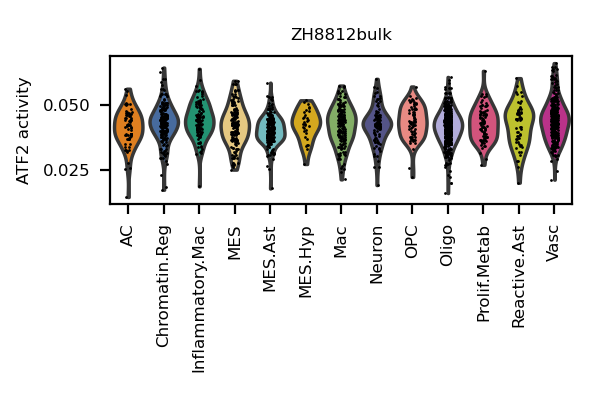 ZH8812bulk
ATF2 activity
0.050
0.025
AC
Chromatin.Reg
Inflammatory.Mac
MES
MES.Ast
MES.Hyp
Mac
Neuron
OPC
Oligo
Prolif.Metab
Reactive.Ast
Vasc